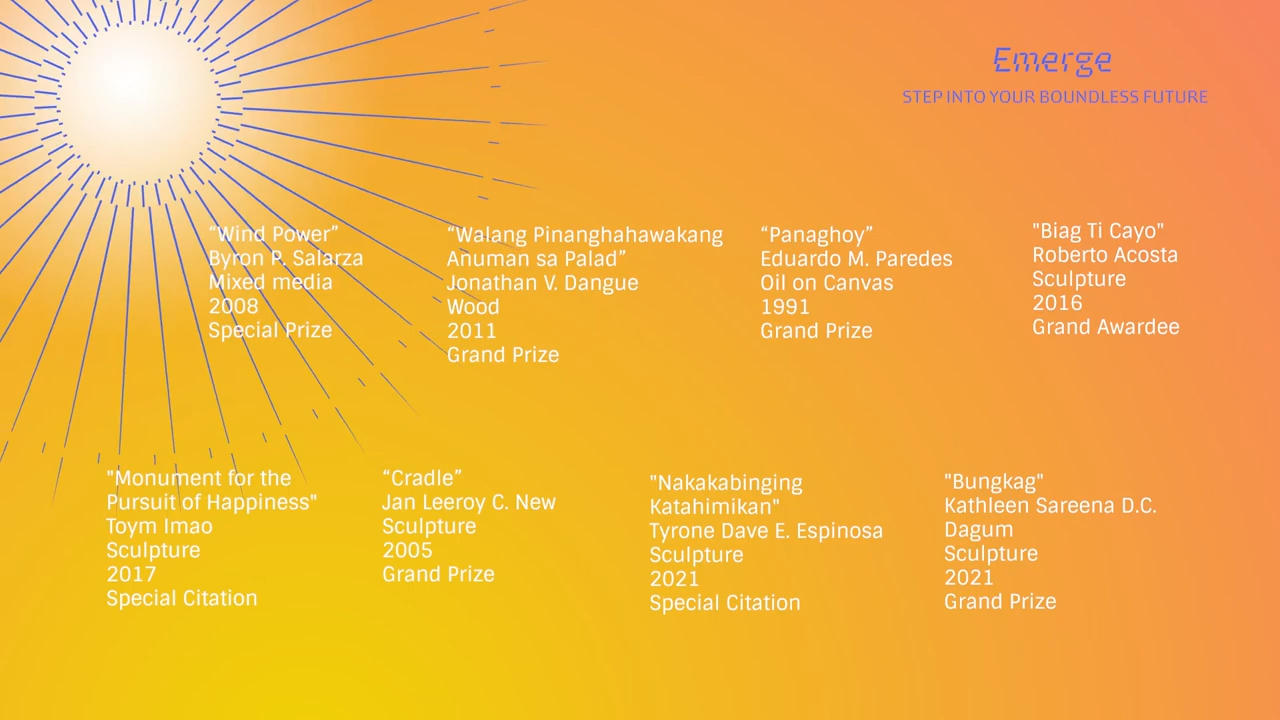 Emerge
STEP INTO YOUR BOUNDLESS FUTURE
“Wind Power”
Byron P. Salarza
Mixed media
2008
Special Prize
“Walang Pinanghahawakang
Anuman sa Palad”
Jonathan V. Dangue
Wood
2011
Grand Prize
“Panaghoy”
Eduardo M. Paredes
Oil on Canvas
1991
Grand Prize
"Biag Ti Cayo"
Roberto Acosta
Sculpture
2016
Grand Awardee
"Monument for the
Pursuit of Happiness"
Toym Imao
Sculpture
2017
Special Citation
“Cradle”
Jan Leeroy C. New
Sculpture
2005
Grand Prize
"Nakakabinging
Katahimikan"
Tyrone Dave E. Espinosa
Sculpture
2021
Special Citation
"Bungkag"
Kathleen Sareena D.C.
Dagum
Sculpture
2021
Grand Prize